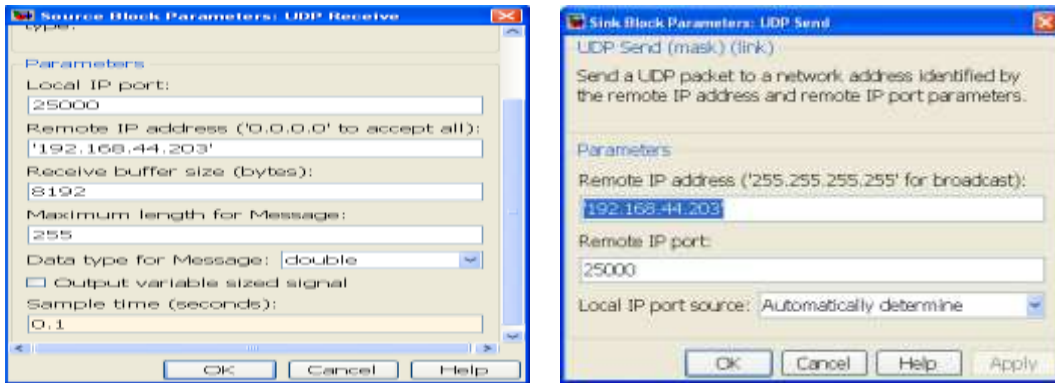 Source Block Parameters: UDP Receive
type.
Parameters
Local IP port:
25000
Remote IP address ('0.0.0.0' to accept all):
'192.168.44.203'
Receive buffer size (bytes):
8192
Maximum length for Message:
255
Data type for Message: double
Output variable sized signal
Sample time (seconds):
0.1
OK Cancel Help
Sink Block Parameters: UDP Send
UDP Send (mask) (link)
Send a UDP packet to a network address identified by
the remote IP address and remote IP port parameters.
Parameters
Remote IP address ('255.255.255.255' for broadcast):
'192.168.44.203'
Remote IP port:
25000
Local IP port source: Automatically determine
OK Cancel Help Apply